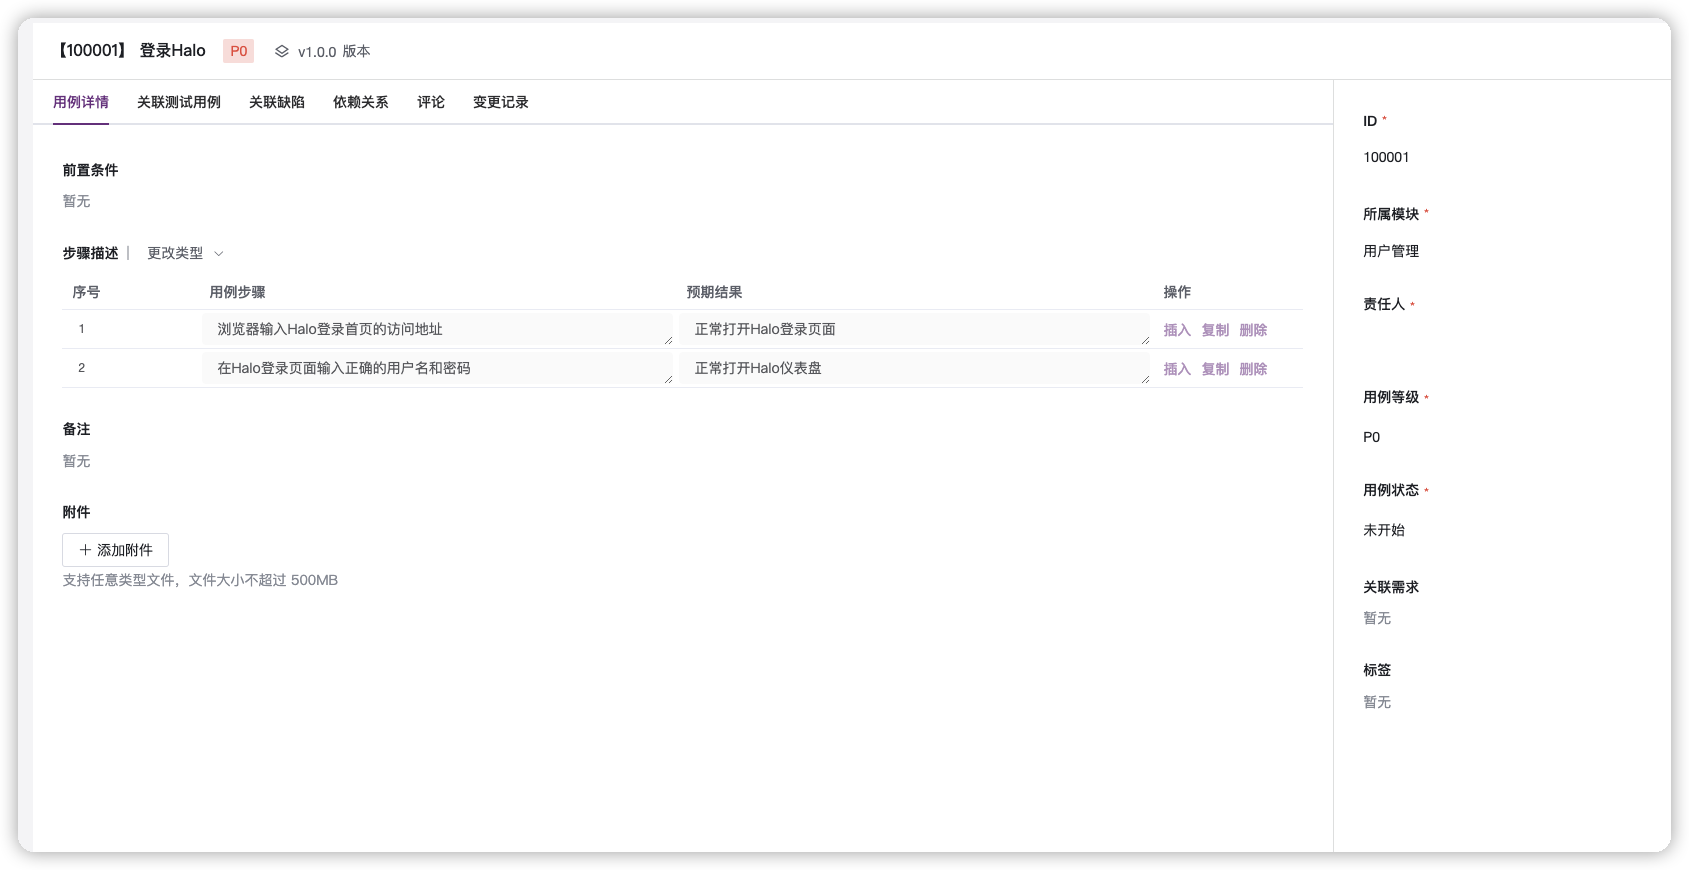 【100001】 登录Halo P0 v1.0.0 版本
用例详情 关联测试用例 关联缺陷 依赖关系 评论 变更记录
前置条件
暂无
步骤描述 | 更改类型
序号 用例步骤 预期结果 操作
1 浏览器输入Halo登录首页的访问地址 正常打开Halo登录页面 插入 复制 删除
2 在Halo登录页面输入正确的用户名和密码 正常打开Halo仪表盘 插入 复制 删除
备注
暂无
附件
+ 添加附件
支持任意类型文件，文件大小不超过 500MB
ID *
100001
所属模块 *
用户管理
责任人 *
用例等级 *
P0
用例状态 *
未开始
关联需求
暂无
标签
暂无